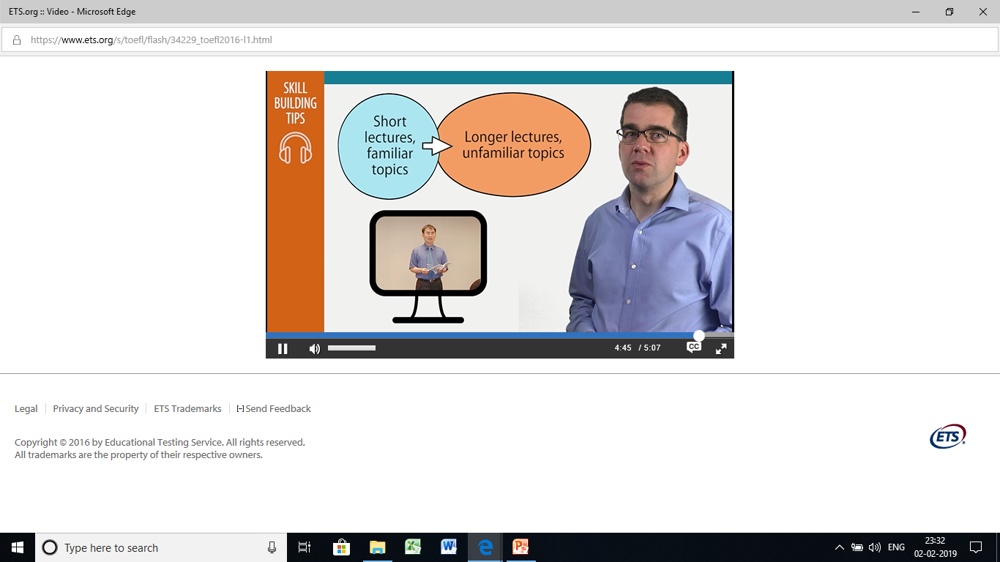 ETS.org :: Video - Microsoft Edge
https://www.ets.org/s/toefl/flash/34229_toefl2016-l1.html
SKILL
BUILDING
TIPS
Short
lectures,
familiar
topics
Longer lectures,
unfamiliar topics
4:45 / 5:07
CC
Legal Privacy and Security ETS Trademarks [-] Send Feedback
Copyright © 2016 by Educational Testing Service. All rights reserved.
All trademarks are the property of their respective owners.
ETS®
Type here to search
ENG
23:32
02-02-2019